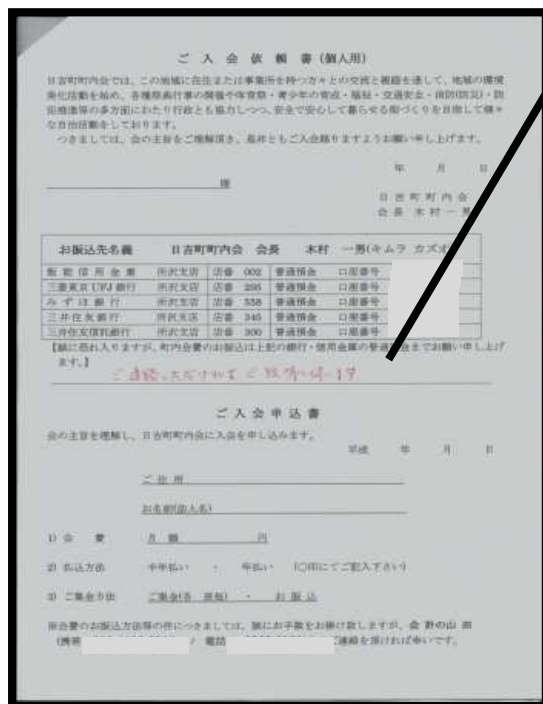 ご入会依頼書(個人用)
日吉町町内会では、この地域に在住または事業所を持つ方々との交流と親睦を通して、地域の環境
美化活動を始め、各種祭典行事の開催や体育祭・青少年の育成・福祉・交通安全・消防(防災)・防
犯推進等の多方面にわたり行政とも協力しつつ、安全で安心して暮らせる街づくりを目指して様々
な自治活動をしております。
つきましては、会の主旨をご理解頂き、是非ともご入会賜りますようお願い申し上げます。
年 月 日
様
日吉町町内会
会長 木村一男
お振込先名義 日吉町町内会 会長 木村 一男(キムラ カズオ
飯能信用金庫 所沢支店 店番 002 普通預金 口座番号
三菱東京UFJ銀行 所沢支店 店番 295 普通預金 口座番号
みずほ銀行 所沢支店 店番 558 普通預金 口座番号
三井住友銀行 所沢支店 店番 345 普通預金 口座番号
三井住友信託銀行 所沢支店 店番 300 普通預金 口座番号
【誠に恐れ入りますが、町内会費のお振込は上記の銀行・信用金庫の普通預金までお願い申し上げ
ます。】
ご連絡いただければご説明に伺います
ご入会申込書
会の主旨を理解し、日吉町町内会に入会を申し込みます。
平成 年 月 日
ご住所
お名前(法人名)
1) 会 費 月 額 円
2) 払込方法 半年払い ・ 年払い (○印にてご記入下さい)
3) ご集金方法 ご集金(各 班毎) ・ お振込
※会費のお振込方法等の件につきましては、誠にお手数をお掛け致しますが、会計の山田
(携帯 / 電話 ご連絡を頂ければ幸いです。